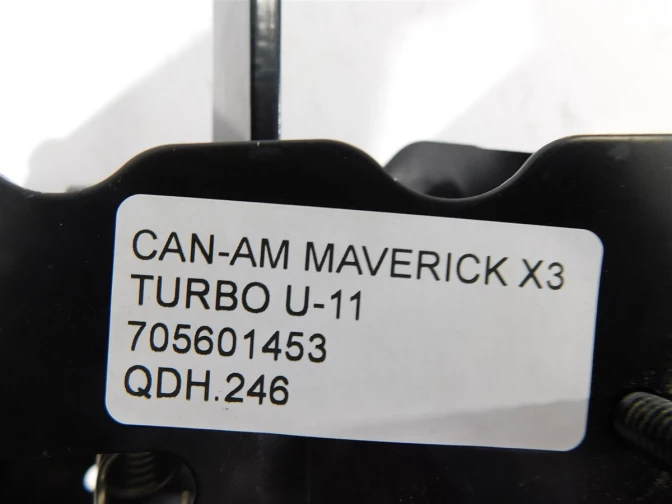 CAN-AM MAVERICK X3
TURBO U-11
705601453
QDH.246